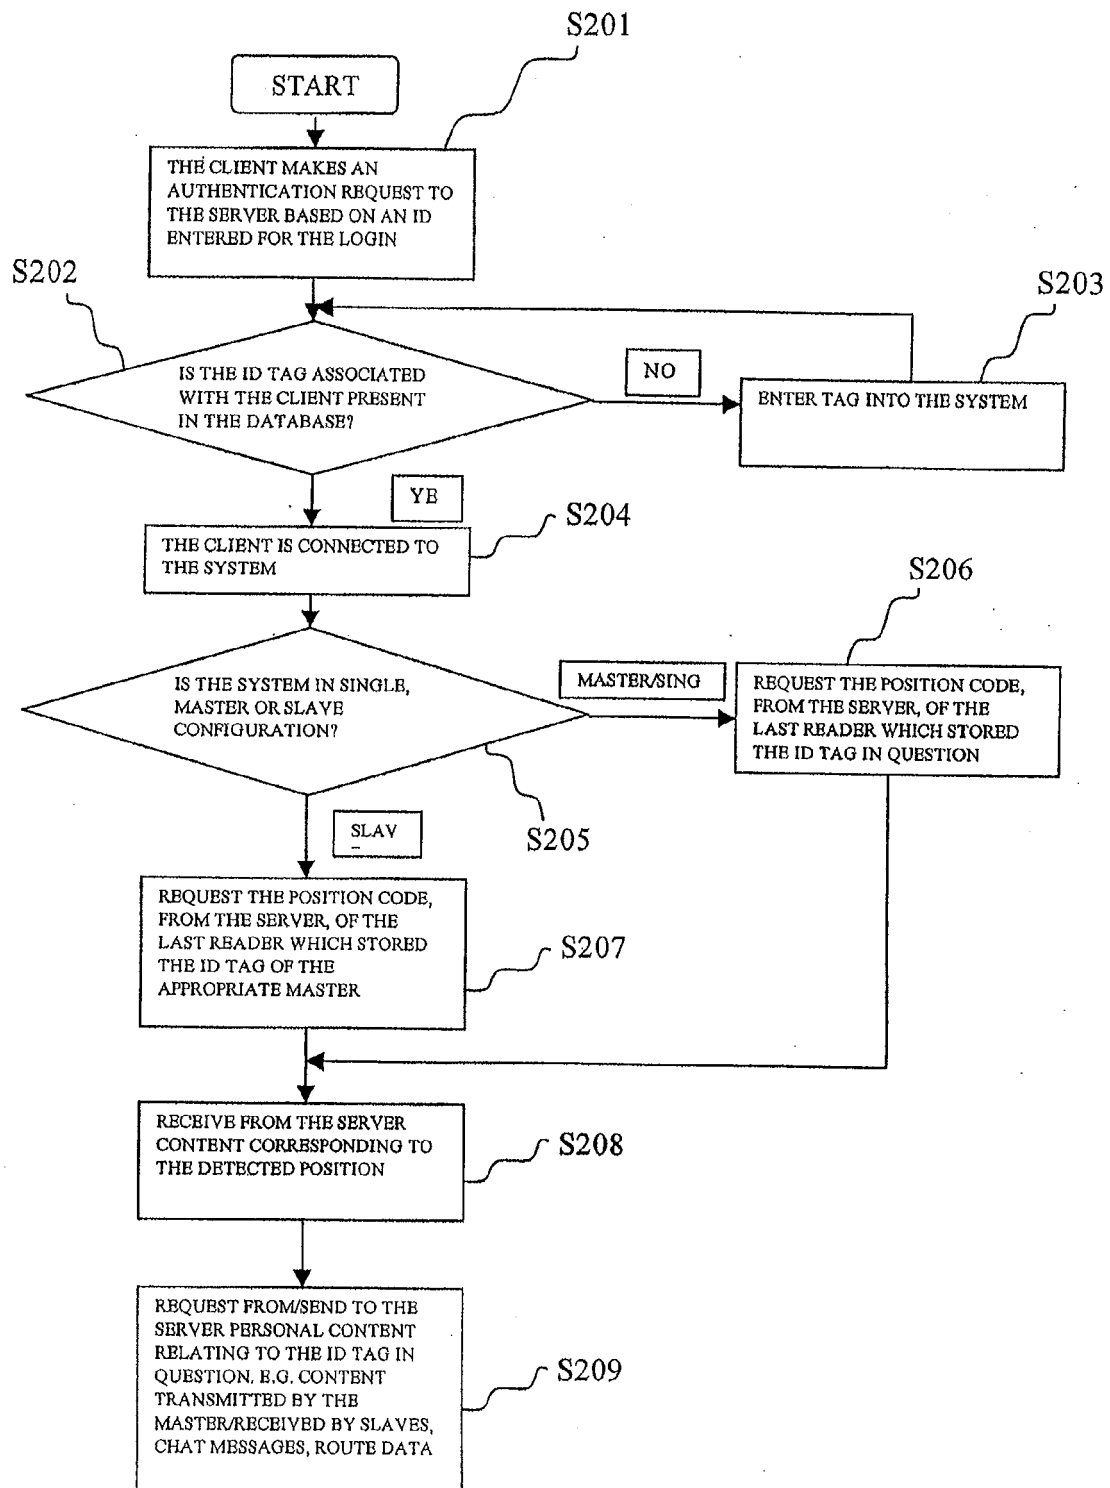 S201
START
THE CLIENT MAKES AN
AUTHENTICATION REQUEST TO
THE SERVER BASED ON AN ID
ENTERED FOR THE LOGIN
S202
S203
IS THE ID TAG ASSOCIATED
WITH THE CLIENT PRESENT
IN THE DATABASE?
NO
ENTER TAG INTO THE SYSTEM
YE
S204
THE CLIENT IS CONNECTED TO
THE SYSTEM
S206
IS THE SYSTEM IN SINGLE,
MASTER OR SLAVE
CONFIGURATION?
MASTER/SING
REQUEST THE POSITION CODE,
FROM THE SERVER, OF THE
LAST READER WHICH STORED
THE ID TAG IN QUESTION
SLAV
S205
REQUEST THE POSITION CODE,
FROM THE SERVER, OF THE
LAST READER WHICH STORED
THE ID TAG OF THE
APPROPRIATE MASTER
S207
RECEIVE FROM THE SERVER
CONTENT CORRESPONDING TO
THE DETECTED POSITION
S208
REQUEST FROM/SEND TO THE
SERVER PERSONAL CONTENT
RELATING TO THE ID TAG IN
QUESTION, E.G. CONTENT
TRANSMITTED BY THE
MASTER/RECEIVED BY SLAVES,
CHAT MESSAGES, ROUTE DATA
S209